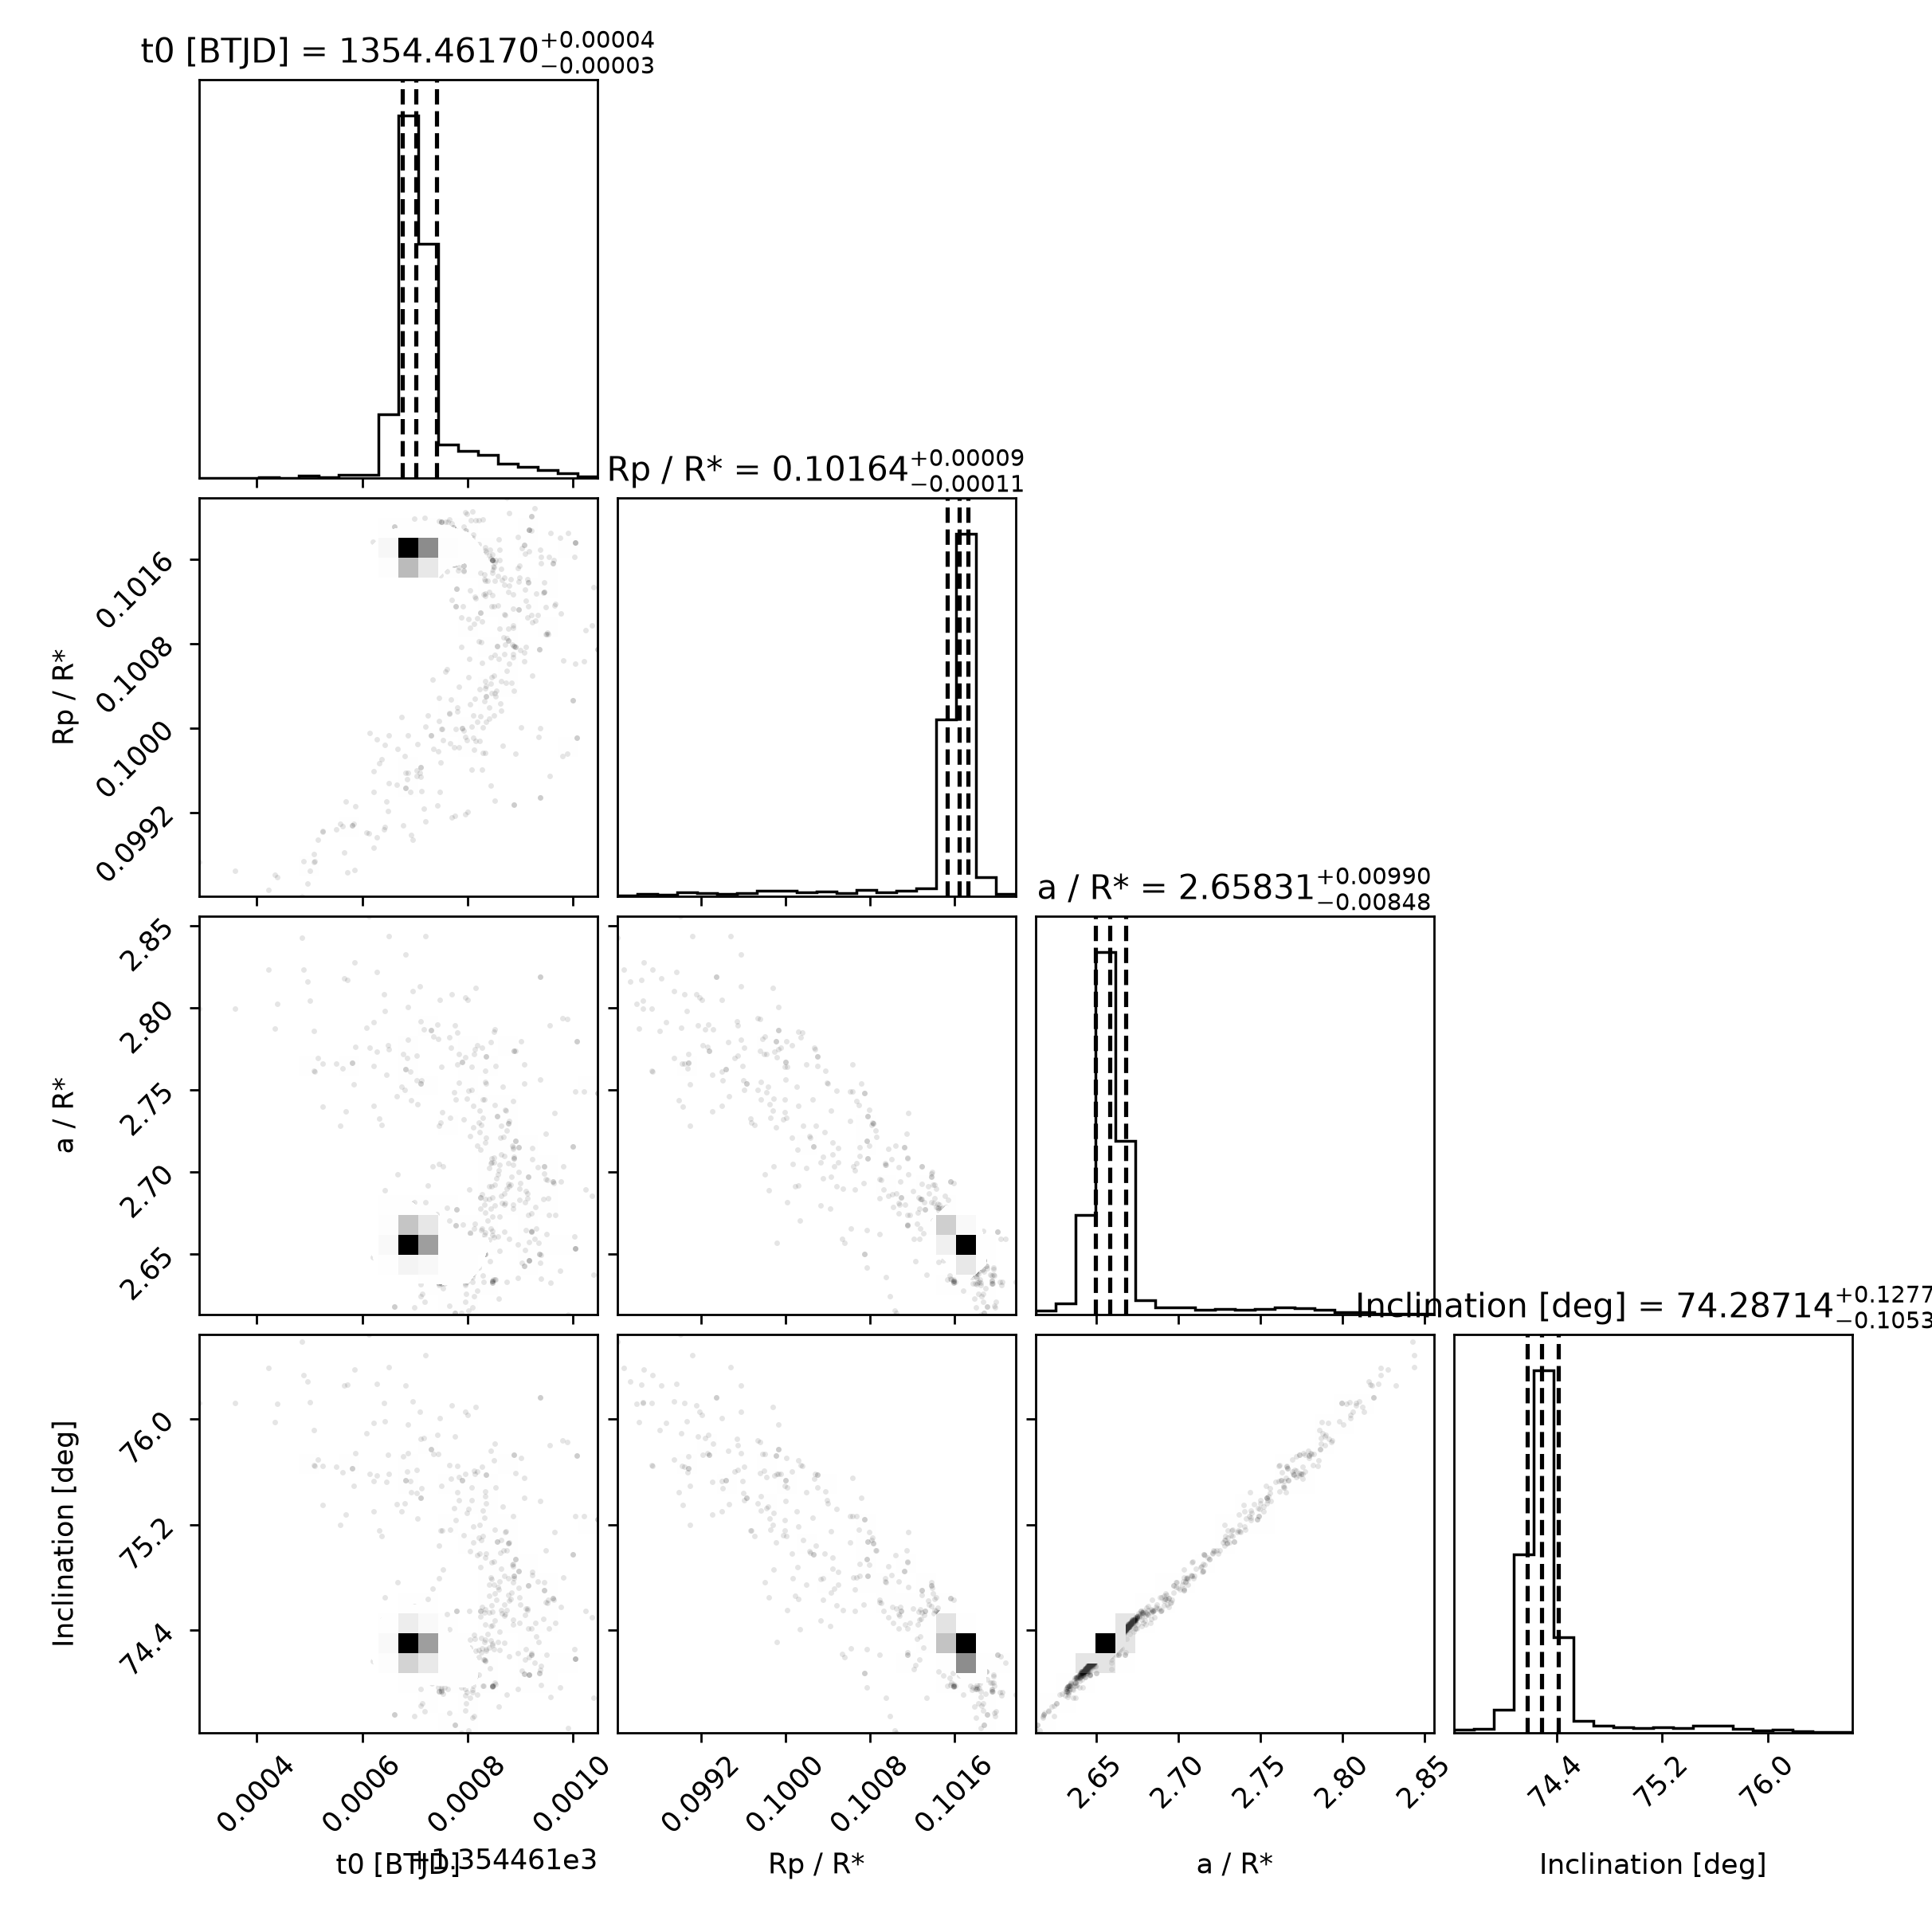 t0 [BTJD] = 1354.46170 +0.00004 −0.00003
Rp / R* = 0.10164 +0.00009 −0.00011
0.1016
0.1008
0.1000
0.0992
Rp / R*
a / R* = 2.65831 +0.00990 −0.00848
2.85
2.80
2.75
2.70
2.65
a / R*
Inclination [deg] = 74.28714 +0.1277 −0.1053
76.0
75.2
74.4
Inclination [deg]
0.0004 0.0006 0.0008 0.0010
t0 [BTJD]
+1.354461e3
0.0992 0.1000 0.1008 0.1016
Rp / R*
2.65 2.70 2.75 2.80 2.85
a / R*
74.4 75.2 76.0
Inclination [deg]